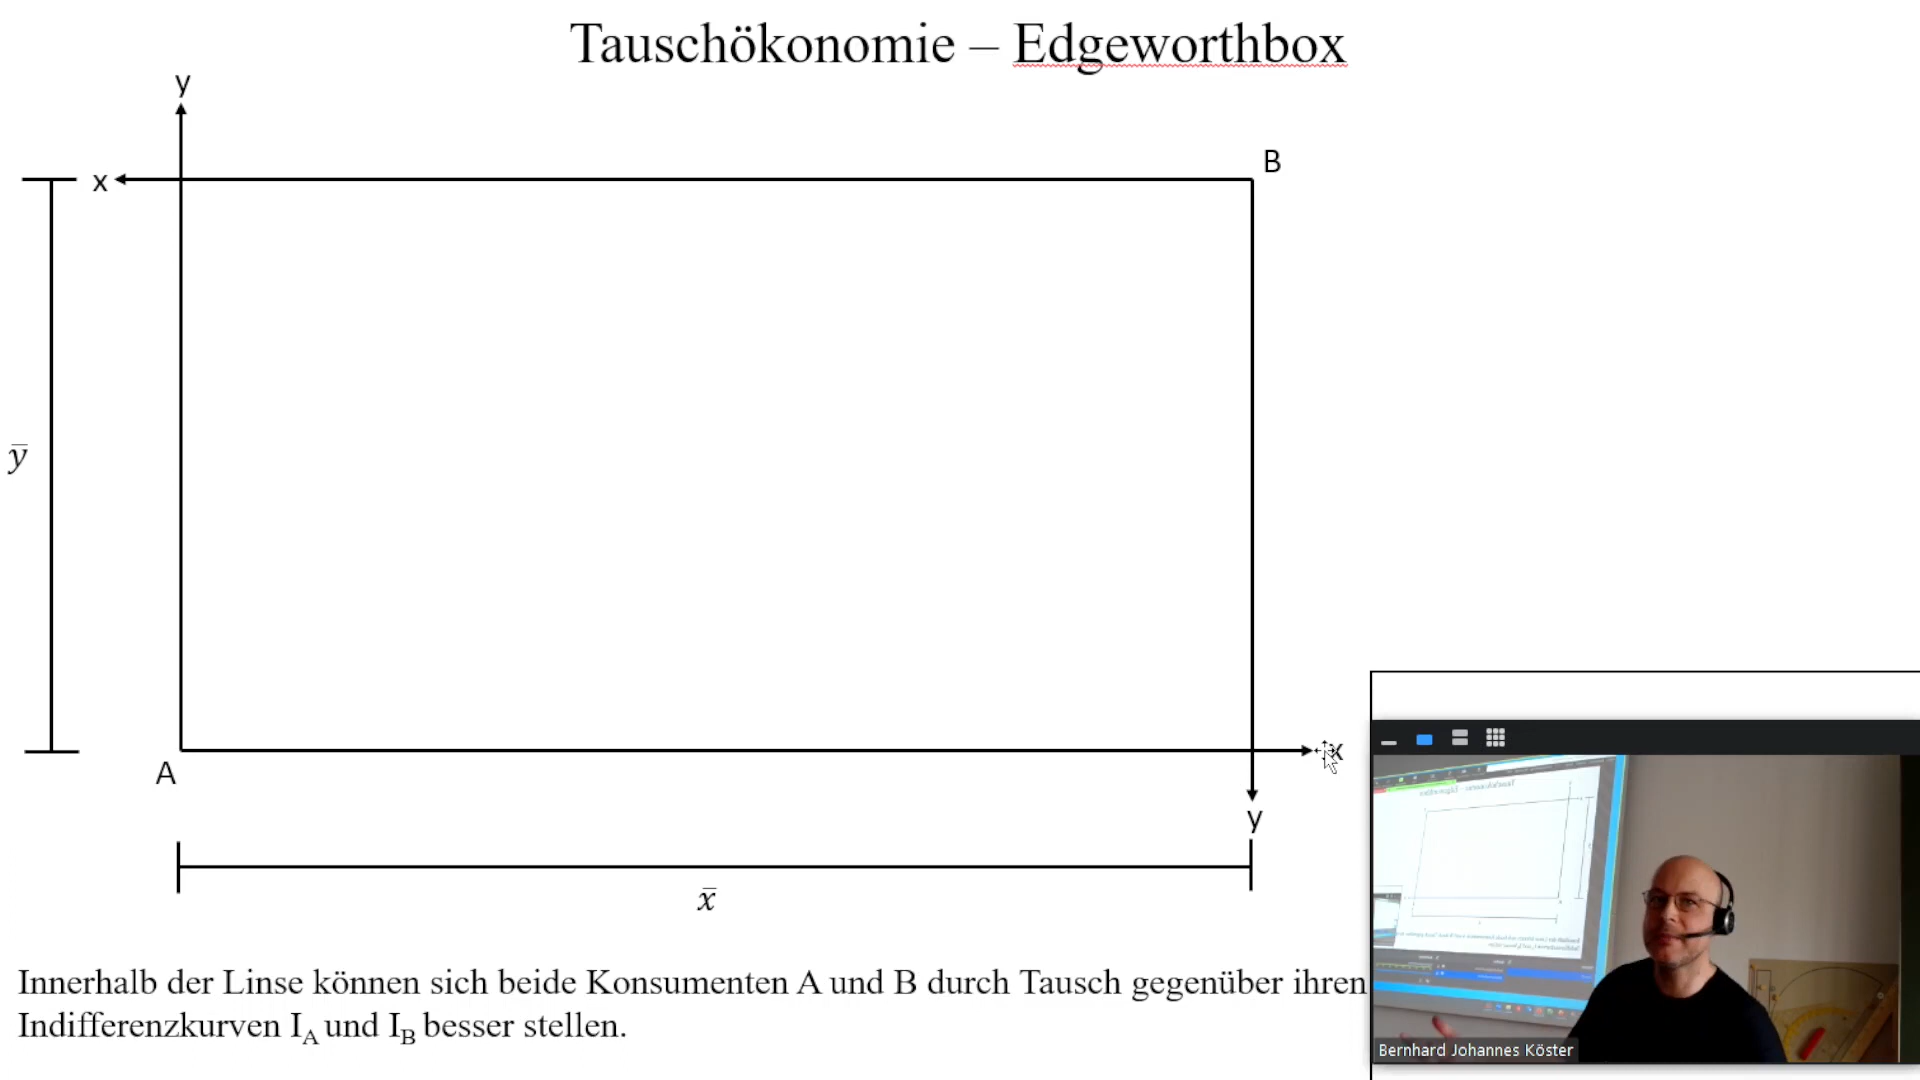 Tauschökonomie – Edgeworthbox
y
x
B
y̅
A
x
y
x̅
Innerhalb der Linse können sich beide Konsumenten A und B durch Tausch gegenüber ihren
Indifferenzkurven I_A und I_B besser stellen.
Bernhard Johannes Köster